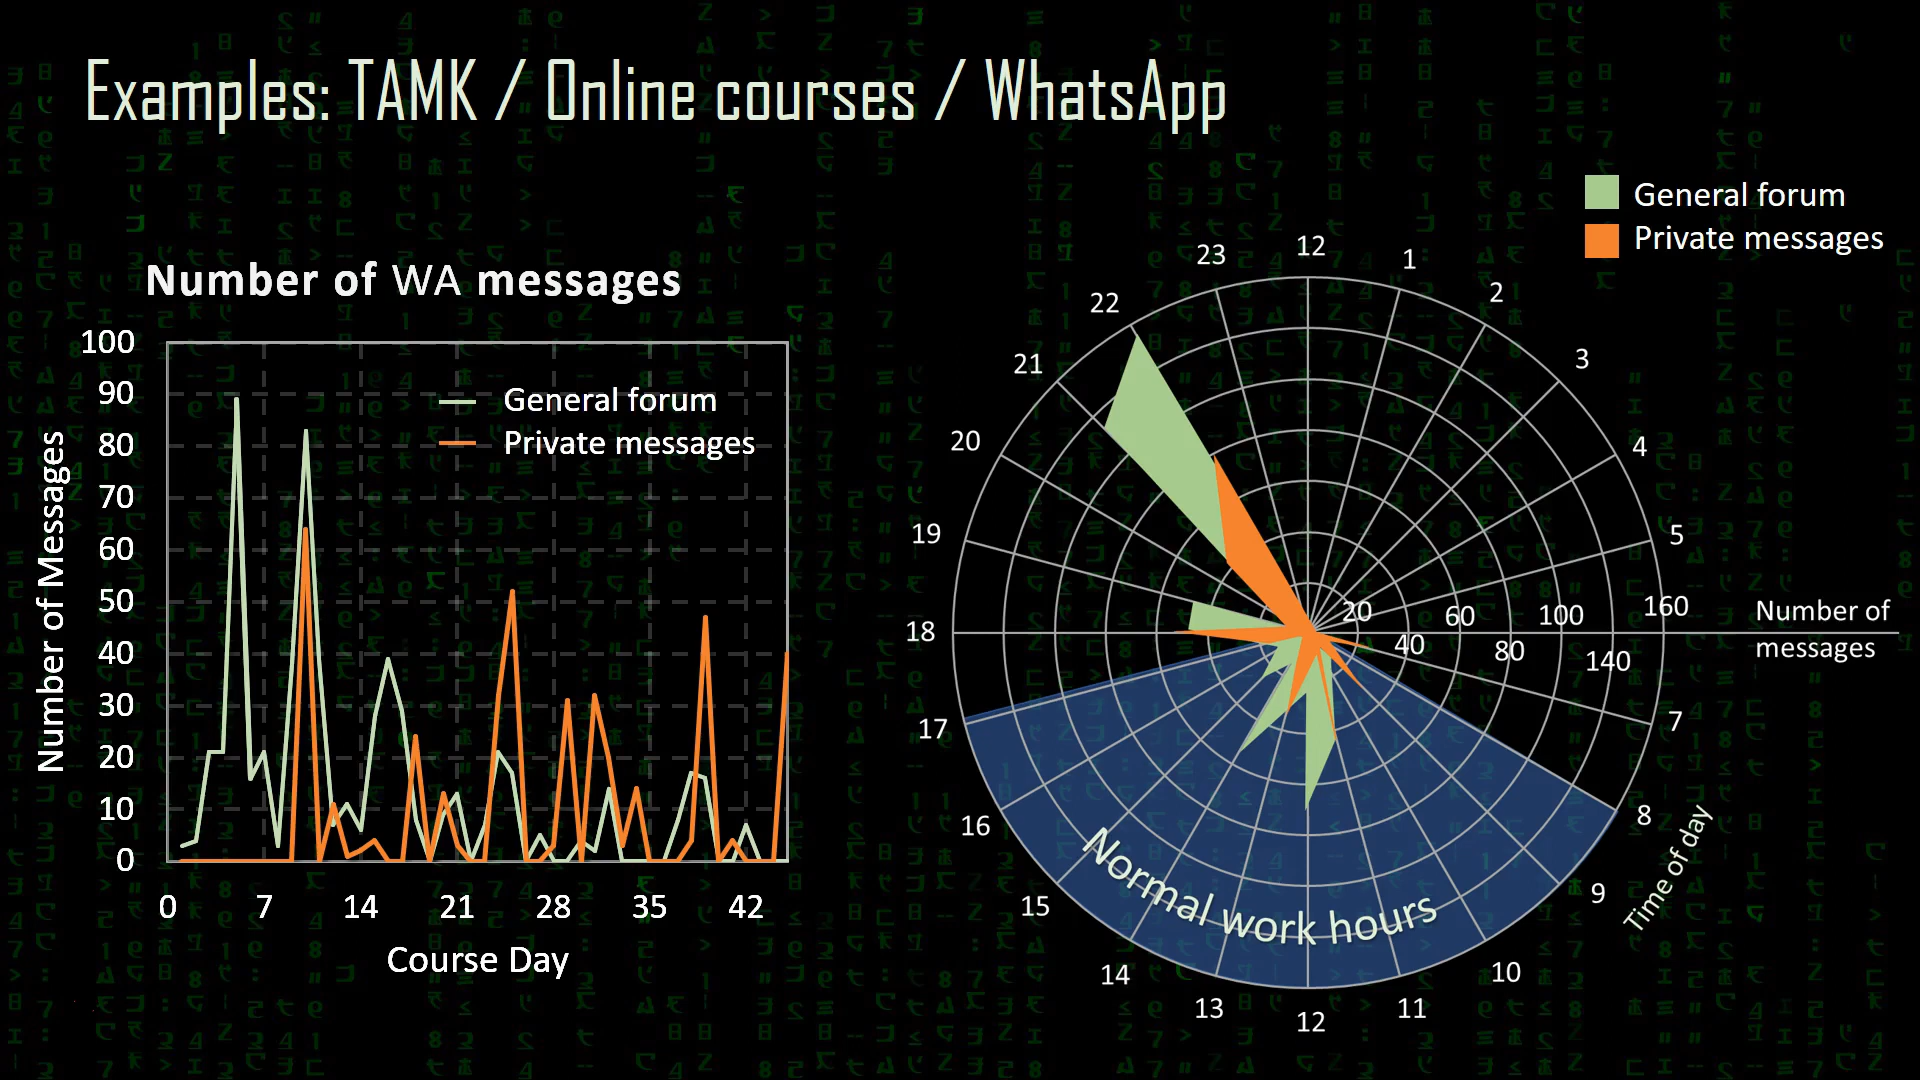 Examples: TAMK / Online courses / WhatsApp
Number of WA messages
100
90
80
70
60
50
40
30
20
10
0
Number of Messages
General forum
Private messages
0 7 14 21 28 35 42
Course Day
General forum
Private messages
12
1
2
3
4
5
7
8
9
10
11
12
13
14
15
16
17
18
19
20
21
22
23
20 40 60 80 100 140 160
Number of
messages
Time of day
Normal work hours